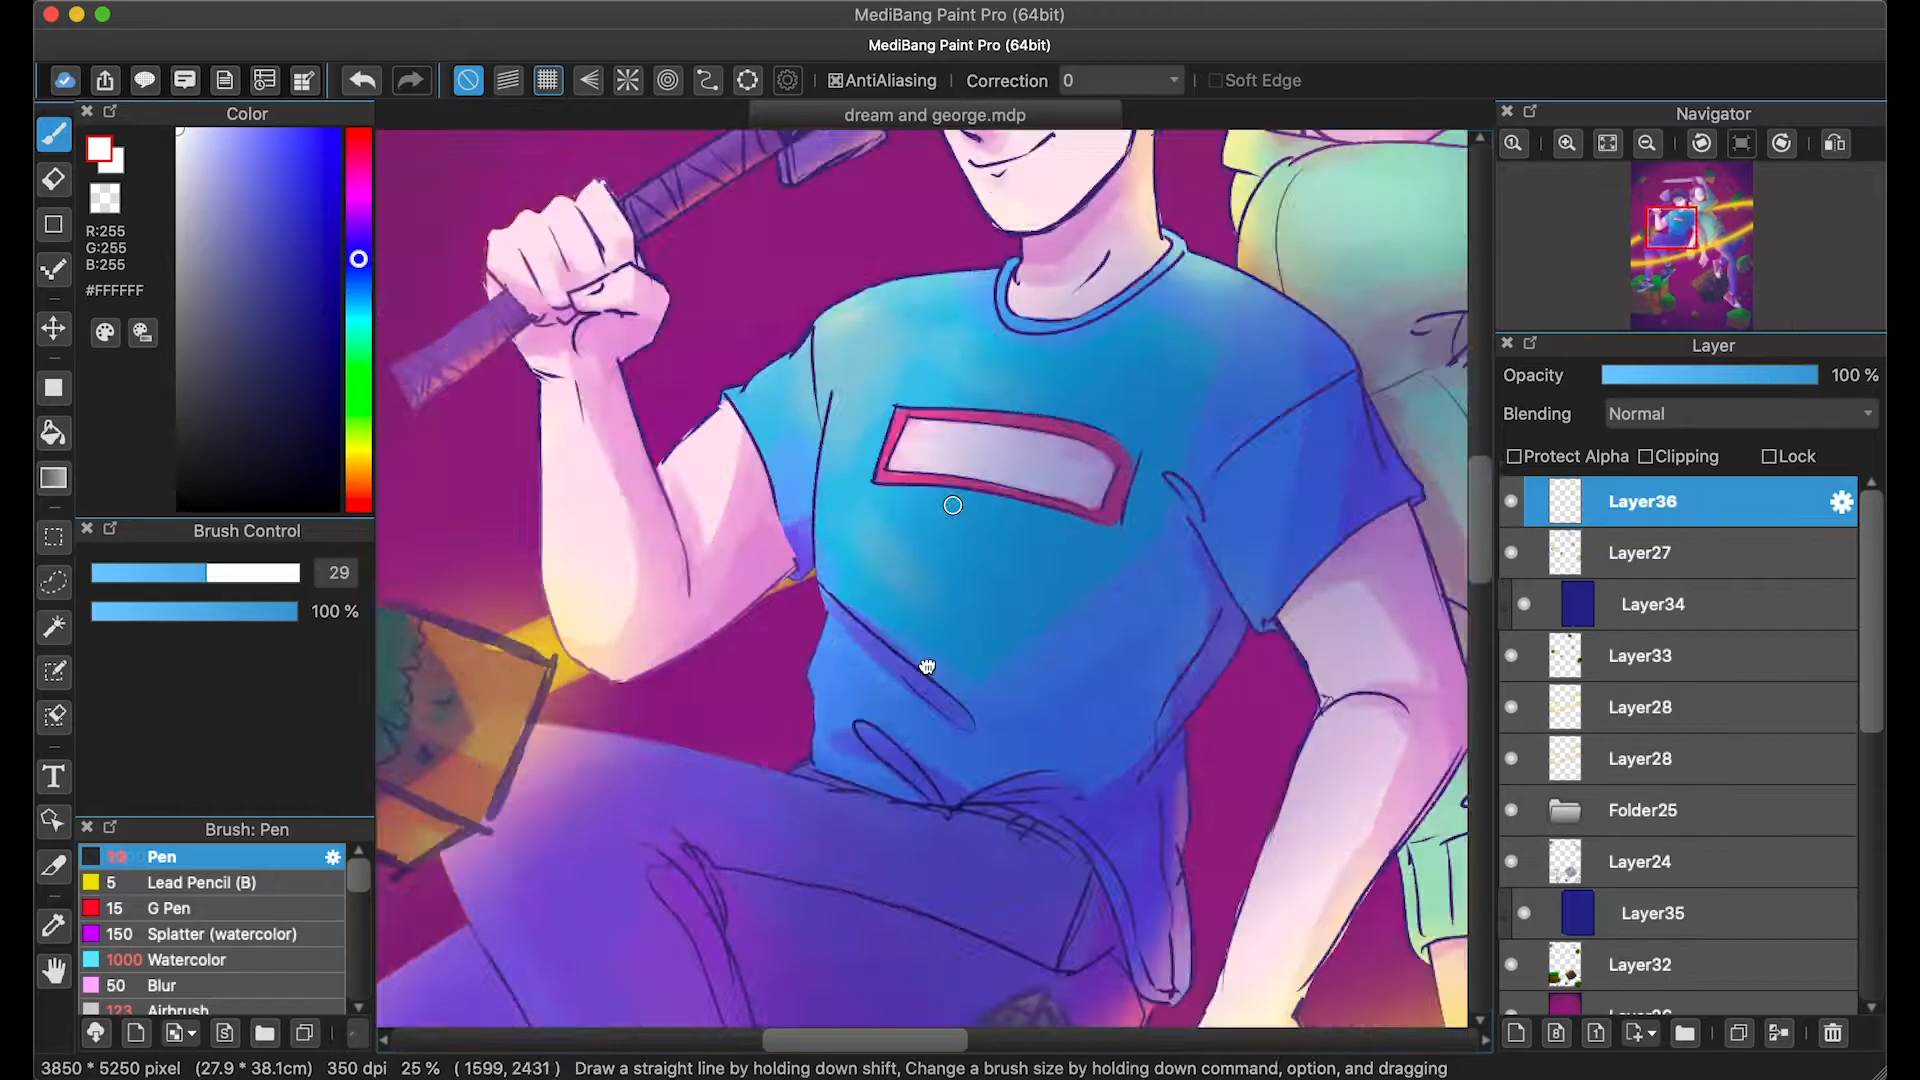 MediBang Paint Pro (64bit)
MediBang Paint Pro (64bit)
AntiAliasing Correction 0 Soft Edge
Color
dream and george.mdp
Navigator
R:255
G:255
B:255
#FFFFFF
Layer
Opacity 100 %
Blending Normal
Protect Alpha Clipping Lock
Layer36
Layer27
Layer34
Layer33
Layer28
Layer28
Folder25
Layer24
Layer35
Layer32
Brush Control
29
100 %
Brush: Pen
Pen
5 Lead Pencil (B)
15 G Pen
150 Splatter (watercolor)
1000 Watercolor
50 Blur
123 Airbrush
3850 * 5250 pixel (27.9 * 38.1cm) 350 dpi 25 % ( 1599, 2431 ) Draw a straight line by holding down shift, Change a brush size by holding down command, option, and dragging